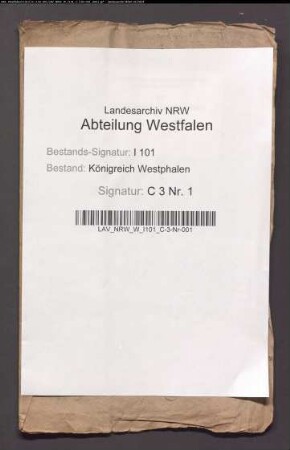 Landesarchiv NRW
Abteilung Westfalen
Bestands-Signatur: I 101
Bestand: Königreich Westphalen
Signatur: C 3 Nr. 1
LAV_NRW_W_I101_C-3-Nr-001